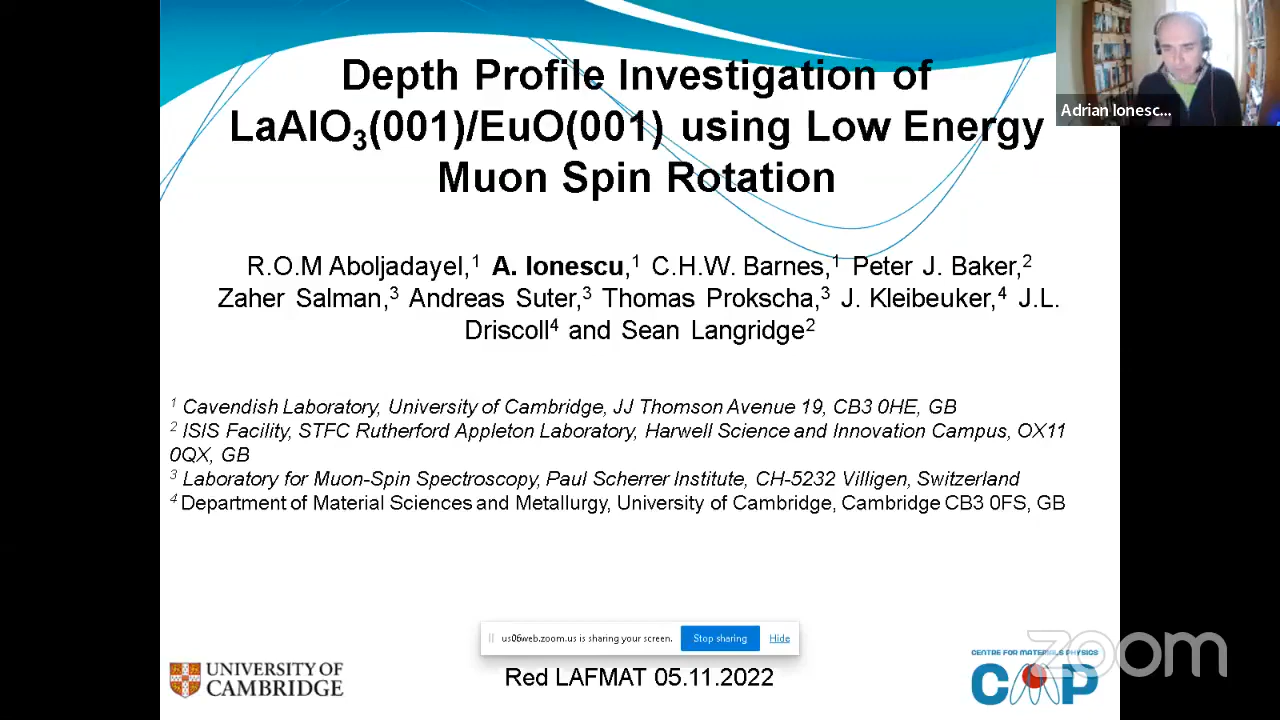 Depth Profile Investigation of
LaAlO₃(001)/EuO(001) using Low Energy
Muon Spin Rotation
Adrian Ionesc...
R.O.M Aboljadayel,¹ A. Ionescu,¹ C.H.W. Barnes,¹ Peter J. Baker,²
Zaher Salman,³ Andreas Suter,³ Thomas Prokscha,³ J. Kleibeuker,⁴ J.L.
Driscoll⁴ and Sean Langridge²
¹ Cavendish Laboratory, University of Cambridge, JJ Thomson Avenue 19, CB3 0HE, GB
² ISIS Facility, STFC Rutherford Appleton Laboratory, Harwell Science and Innovation Campus, OX11
0QX, GB
³ Laboratory for Muon-Spin Spectroscopy, Paul Scherrer Institute, CH-5232 Villigen, Switzerland
⁴ Department of Material Sciences and Metallurgy, University of Cambridge, Cambridge CB3 0FS, GB
us06web.zoom.us is sharing your screen. Stop sharing Hide
UNIVERSITY OF
CAMBRIDGE
Red LAFMAT 05.11.2022
CENTRE FOR MATERIALS PHYSICS
CMP
zoom